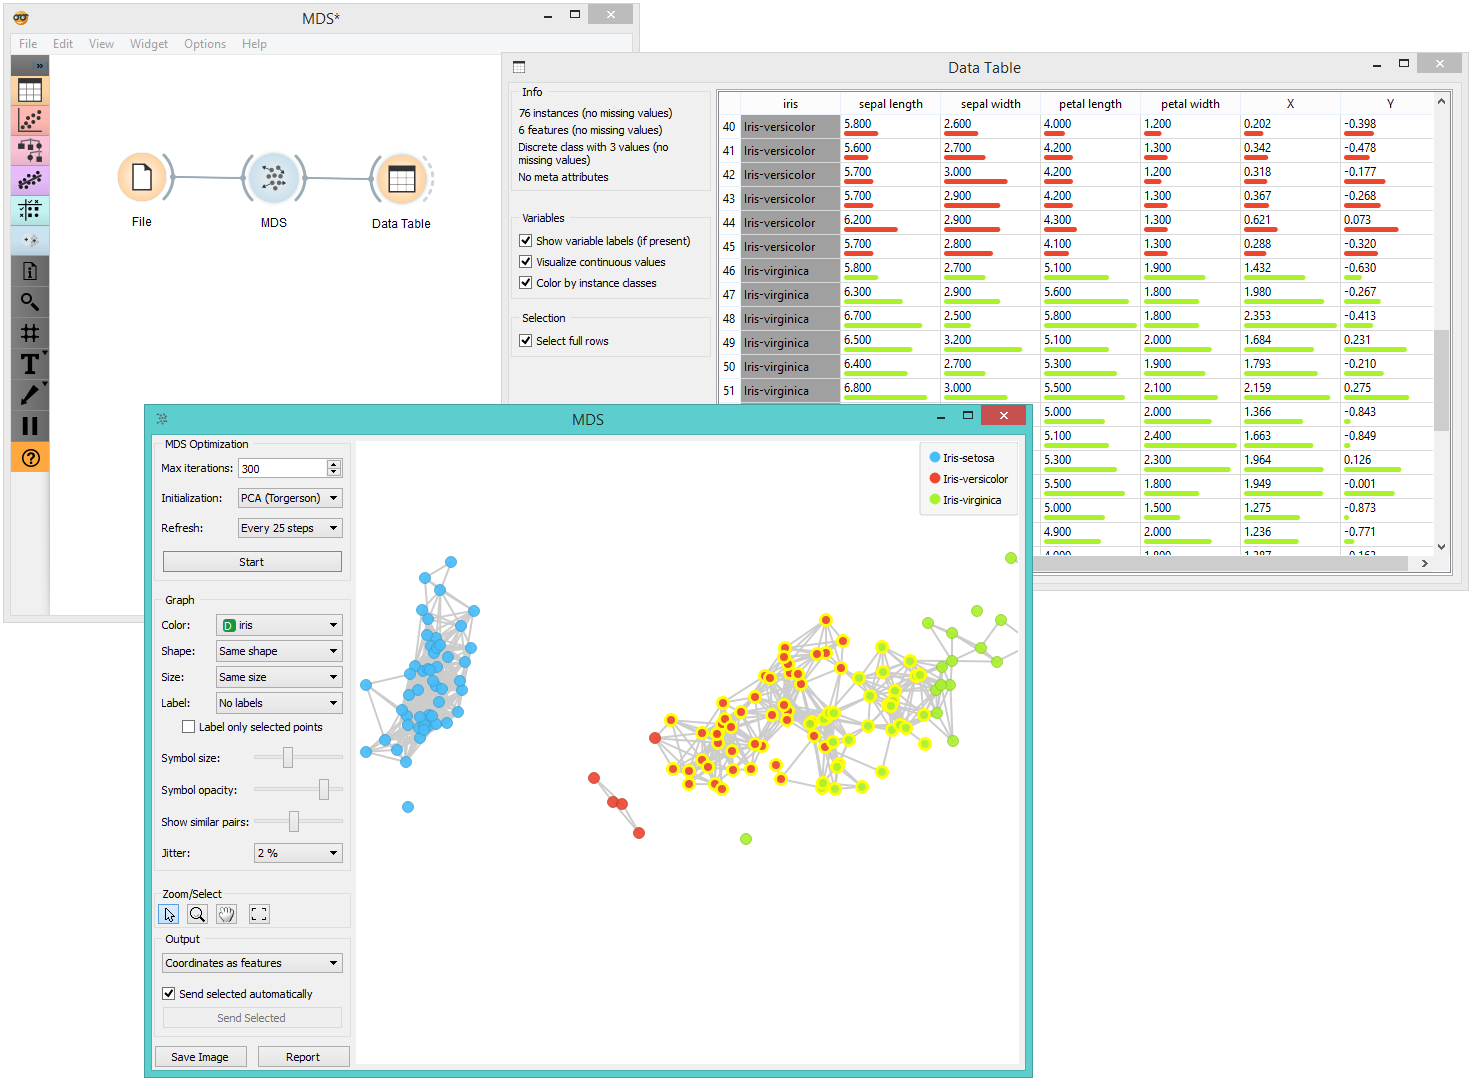 MDS*
File Edit View Widget Options Help
File
MDS
Data Table
Data Table
Info
76 instances (no missing values)
6 features (no missing values)
Discrete class with 3 values (no
missing values)
No meta attributes
Variables
Show variable labels (if present)
Visualize continuous values
Color by instance classes
Selection
Select full rows
iris sepal length sepal width petal length petal width X Y
40 Iris-versicolor 5.800 2.600 4.000 1.200 0.202 -0.398
41 Iris-versicolor 5.600 2.700 4.200 1.300 0.342 -0.478
42 Iris-versicolor 5.700 3.000 4.200 1.200 0.318 -0.177
43 Iris-versicolor 5.700 2.900 4.200 1.300 0.367 -0.268
44 Iris-versicolor 6.200 2.900 4.300 1.300 0.621 0.073
45 Iris-versicolor 5.700 2.800 4.100 1.300 0.288 -0.320
46 Iris-virginica 5.800 2.700 5.100 1.900 1.432 -0.630
47 Iris-virginica 6.300 2.900 5.600 1.800 1.980 -0.267
48 Iris-virginica 6.700 2.500 5.800 1.800 2.353 -0.413
49 Iris-virginica 6.500 3.200 5.100 2.000 1.684 0.231
50 Iris-virginica 6.400 2.700 5.300 1.900 1.793 -0.210
51 Iris-virginica 6.800 3.000 5.500 2.100 2.159 0.275
5.000 2.000 1.366 -0.843
5.100 2.400 1.663 -0.849
5.300 2.300 1.964 0.126
5.500 1.800 1.949 -0.001
5.000 1.500 1.275 -0.873
4.900 2.000 1.236 -0.771
MDS
MDS Optimization
Max iterations: 300
Initialization: PCA (Torgerson)
Refresh: Every 25 steps
Start
Graph
Color: D iris
Shape: Same shape
Size: Same size
Label: No labels
Label only selected points
Symbol size:
Symbol opacity:
Show similar pairs:
Jitter: 2 %
Zoom/Select
Output
Coordinates as features
Send selected automatically
Send Selected
Save Image Report
Iris-setosa
Iris-versicolor
Iris-virginica